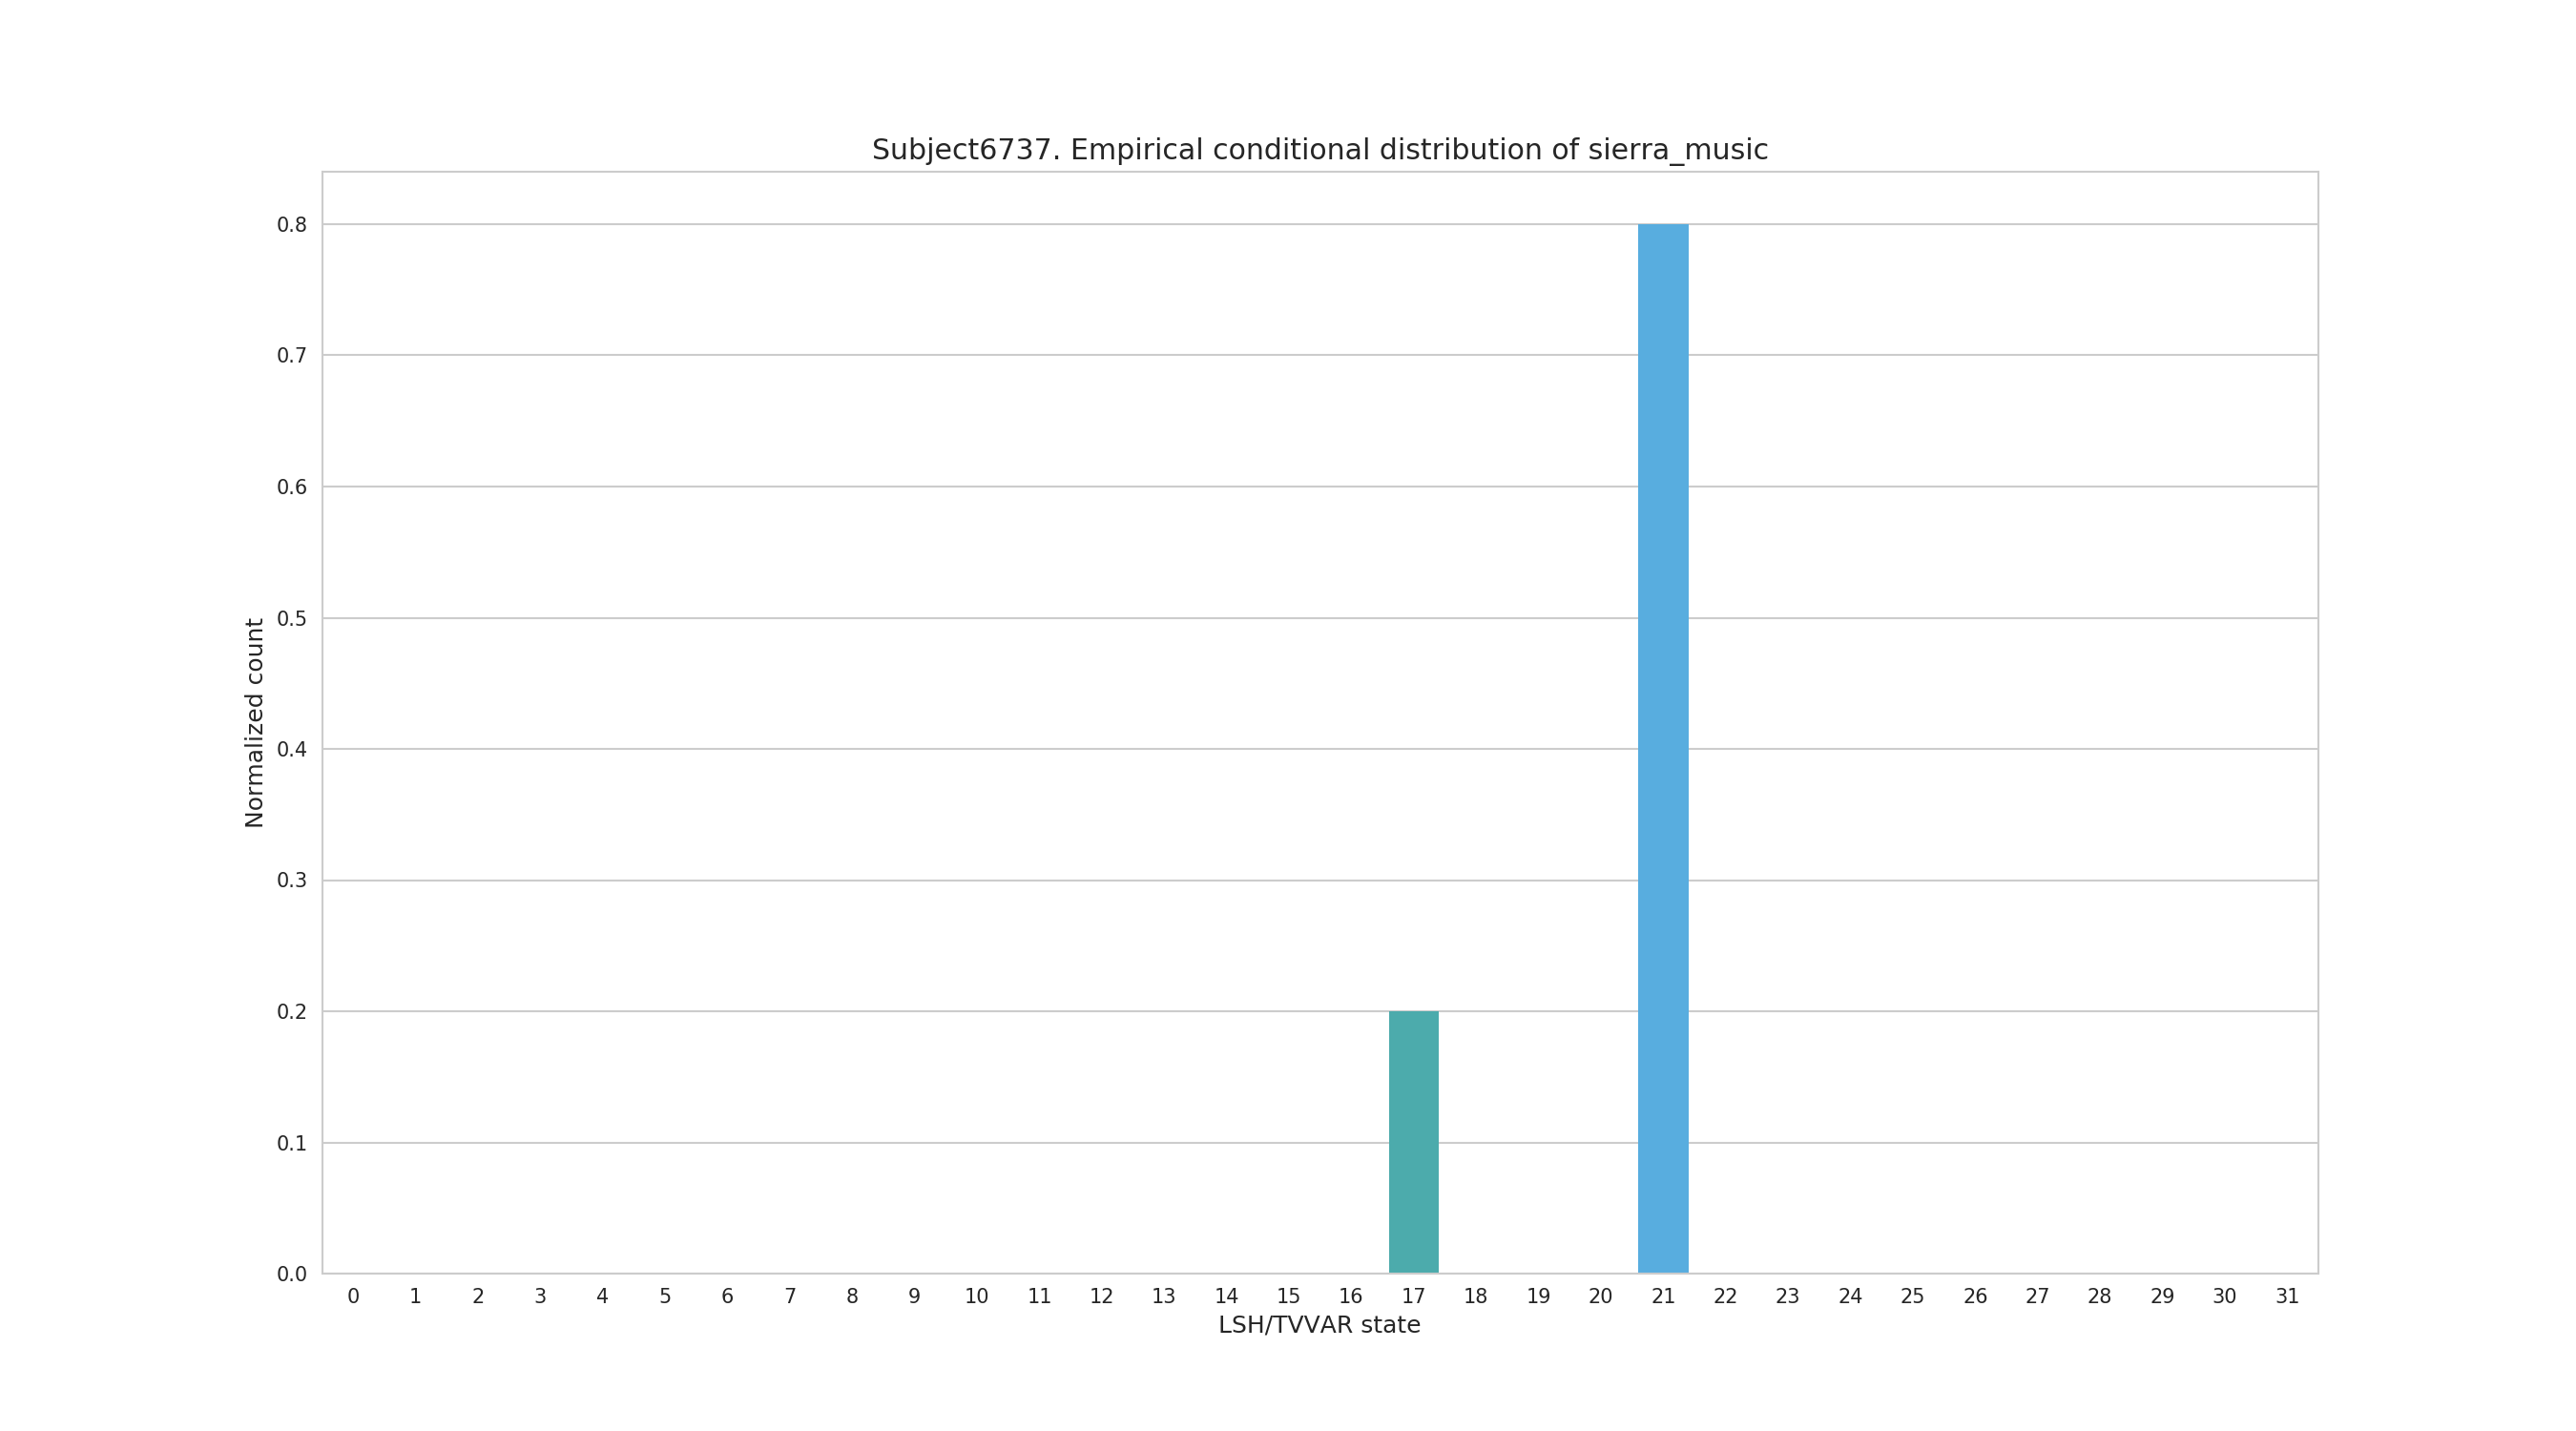 Subject6737. Empirical conditional distribution of sierra_music
0.8
0.7
0.6
0.5
0.4
0.3
0.2
0.1
0.0
Normalized count
0 1 2 3 4 5 6 7 8 9 10 11 12 13 14 15 16 17 18 19 20 21 22 23 24 25 26 27 28 29 30 31
LSH/TVVAR state